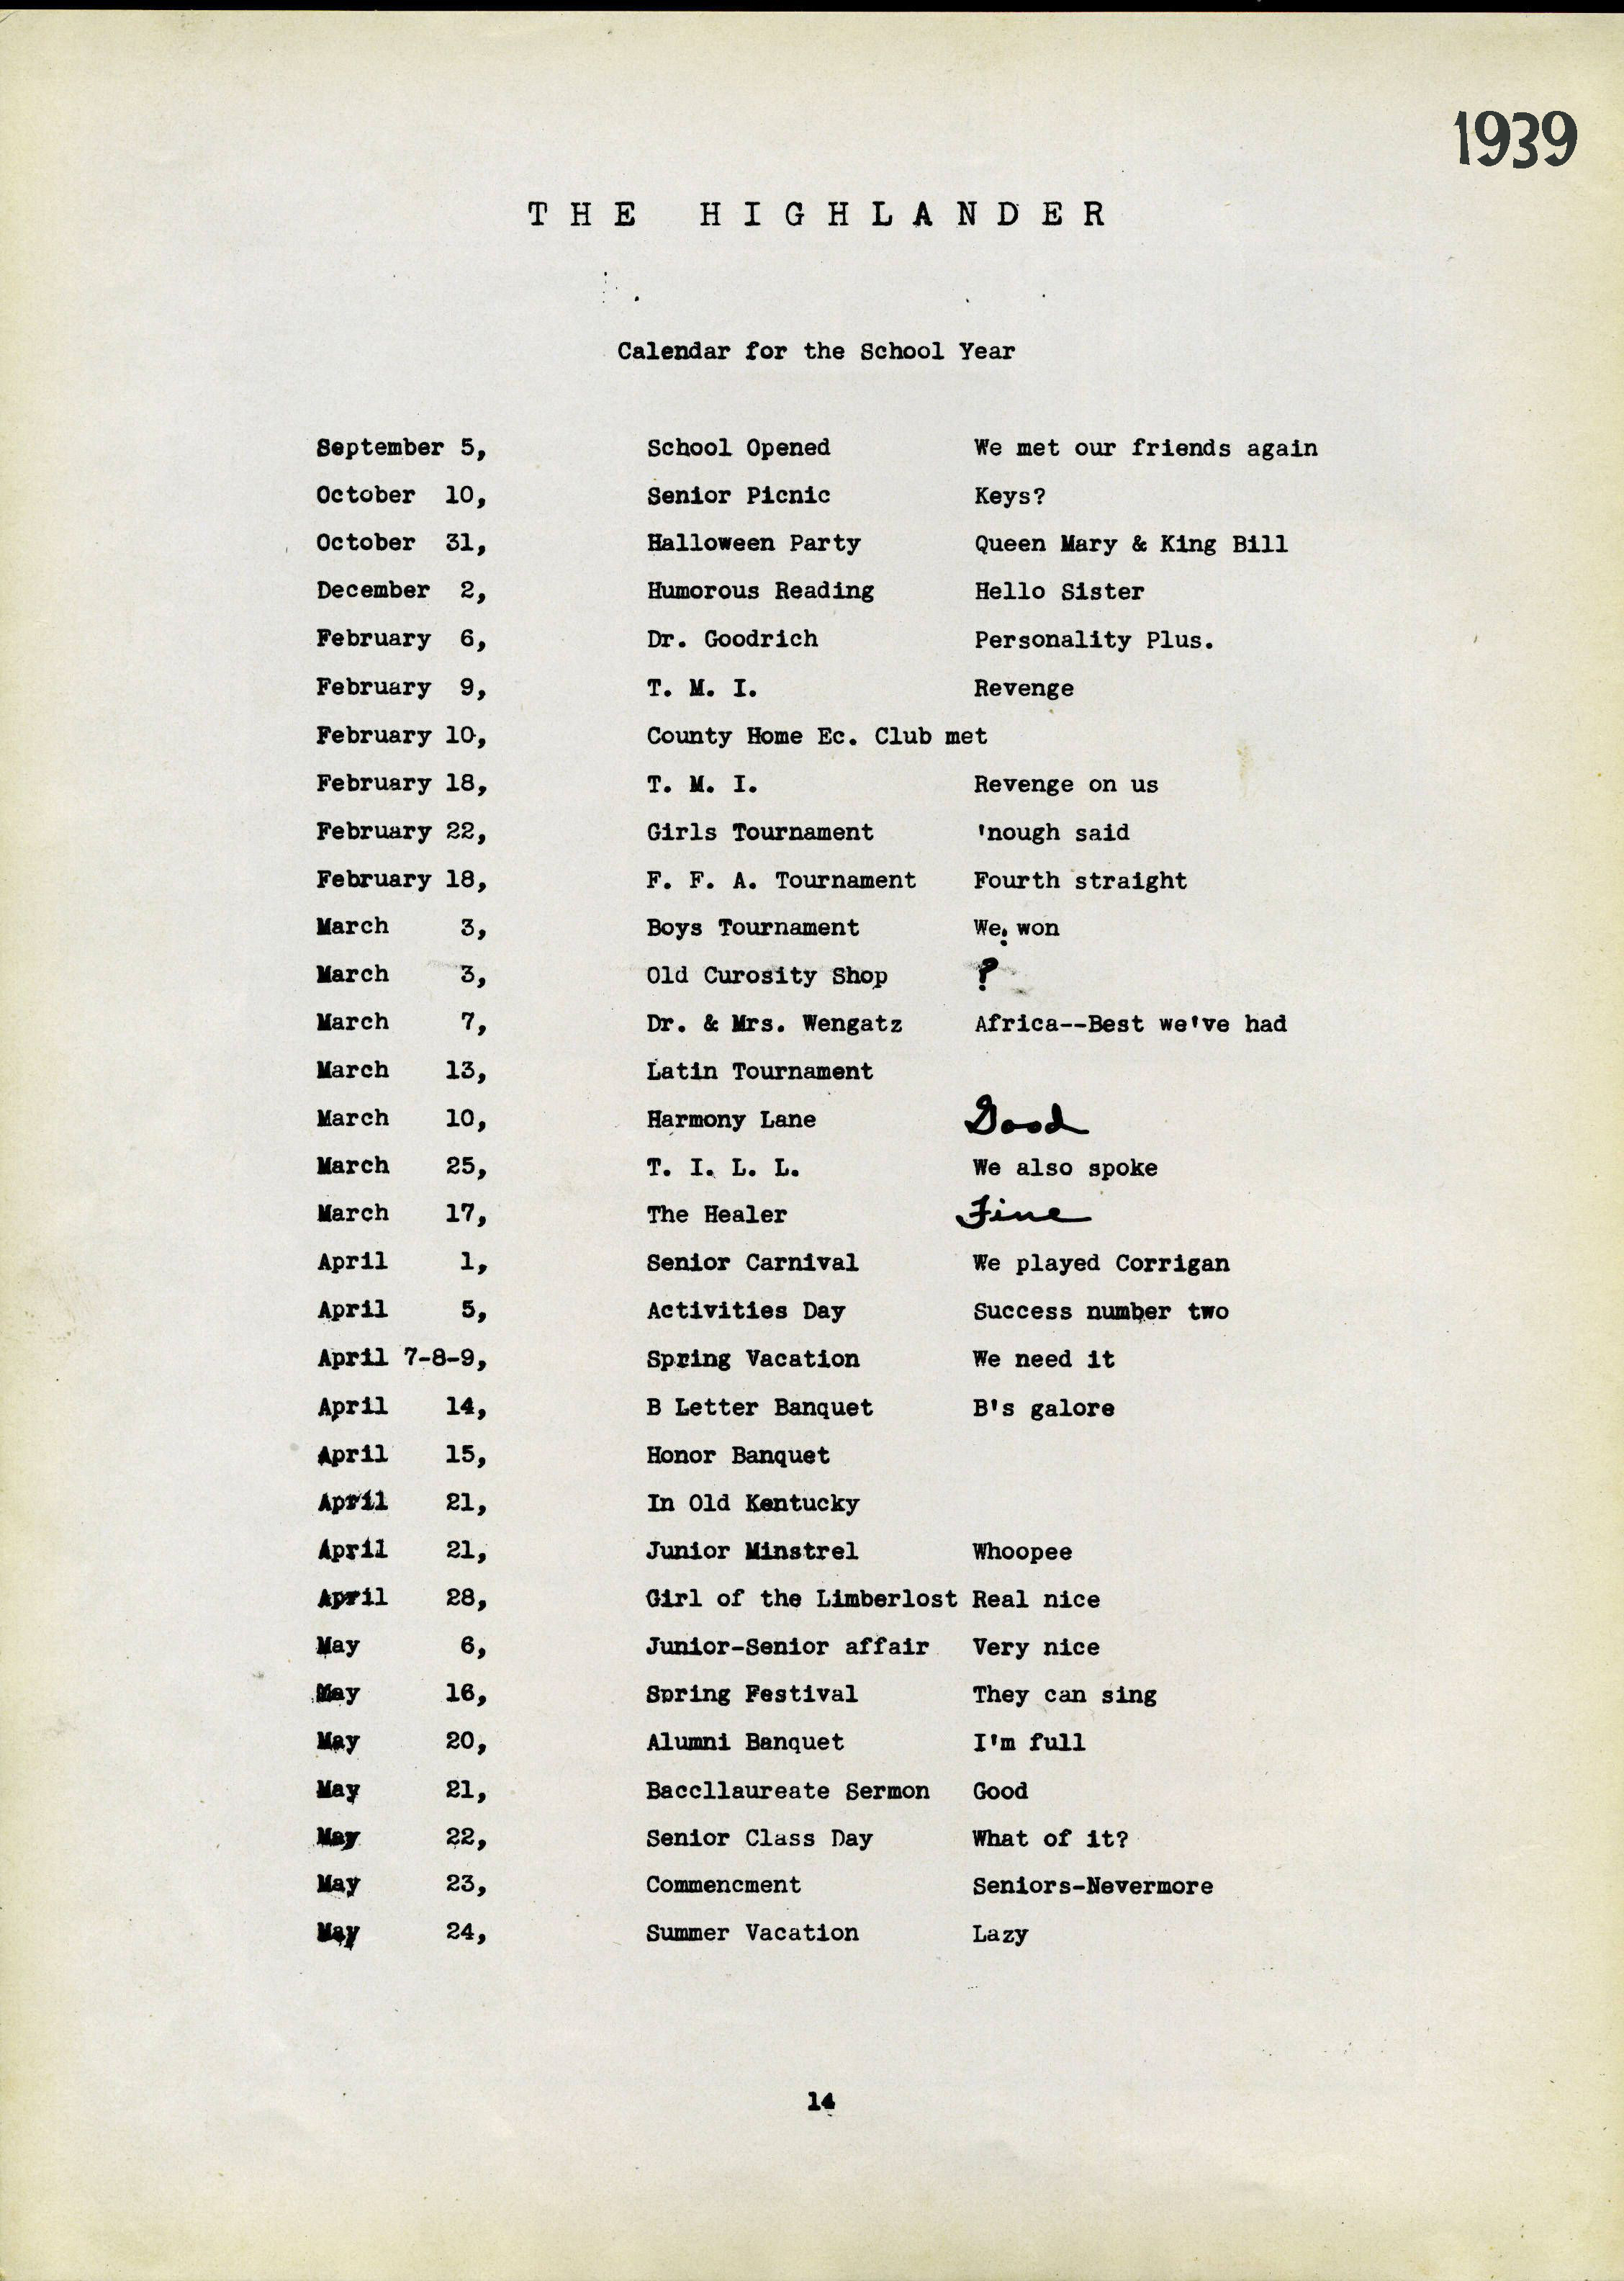 1939
THE HIGHLANDER
Calendar for the School Year
September 5, School Opened We met our friends again
October 10, Senior Picnic Keys?
October 31, Halloween Party Queen Mary & King Bill
December 2, Humorous Reading Hello Sister
February 6, Dr. Goodrich Personality Plus.
February 9, T. M. I. Revenge
February 10, County Home Ec. Club met
February 18, T. M. I. Revenge on us
February 22, Girls Tournament 'nough said
February 18, F. F. A. Tournament Fourth straight
March 3, Boys Tournament We won
March 3, Old Curosity Shop ?
March 7, Dr. & Mrs. Wengatz Africa--Best we've had
March 13, Latin Tournament
March 10, Harmony Lane Good
March 25, T. I. L. L. We also spoke
March 17, The Healer Fine
April 1, Senior Carnival We played Corrigan
April 5, Activities Day Success number two
April 7-8-9, Spring Vacation We need it
April 14, B Letter Banquet B's galore
April 15, Honor Banquet
April 21, In Old Kentucky
April 21, Junior Minstrel Whoopee
April 28, Girl of the Limberlost Real nice
May 6, Junior-Senior affair Very nice
May 16, Spring Festival They can sing
May 20, Alumni Banquet I'm full
May 21, Baccllaureate Sermon Good
May 22, Senior Class Day What of it?
May 23, Commencment Seniors-Nevermore
May 24, Summer Vacation Lazy
14